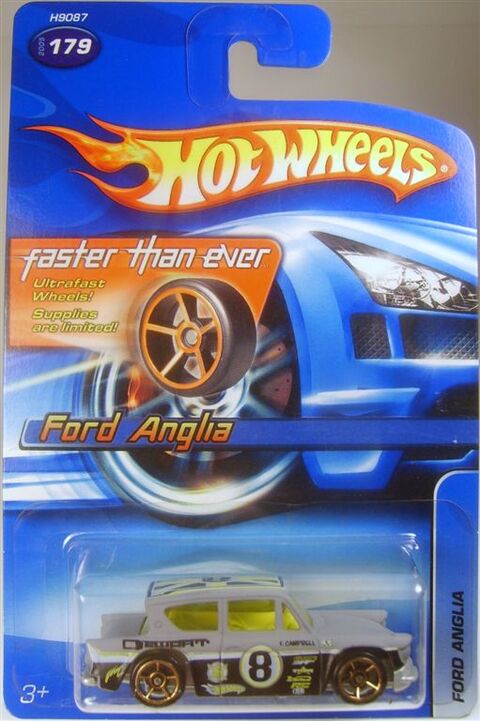 H9087
2005
179
HOT WHEELS
faster than ever
Ultrafast
Wheels!
Supplies
are limited!
Ford Anglia
FORD ANGLIA
8
3+